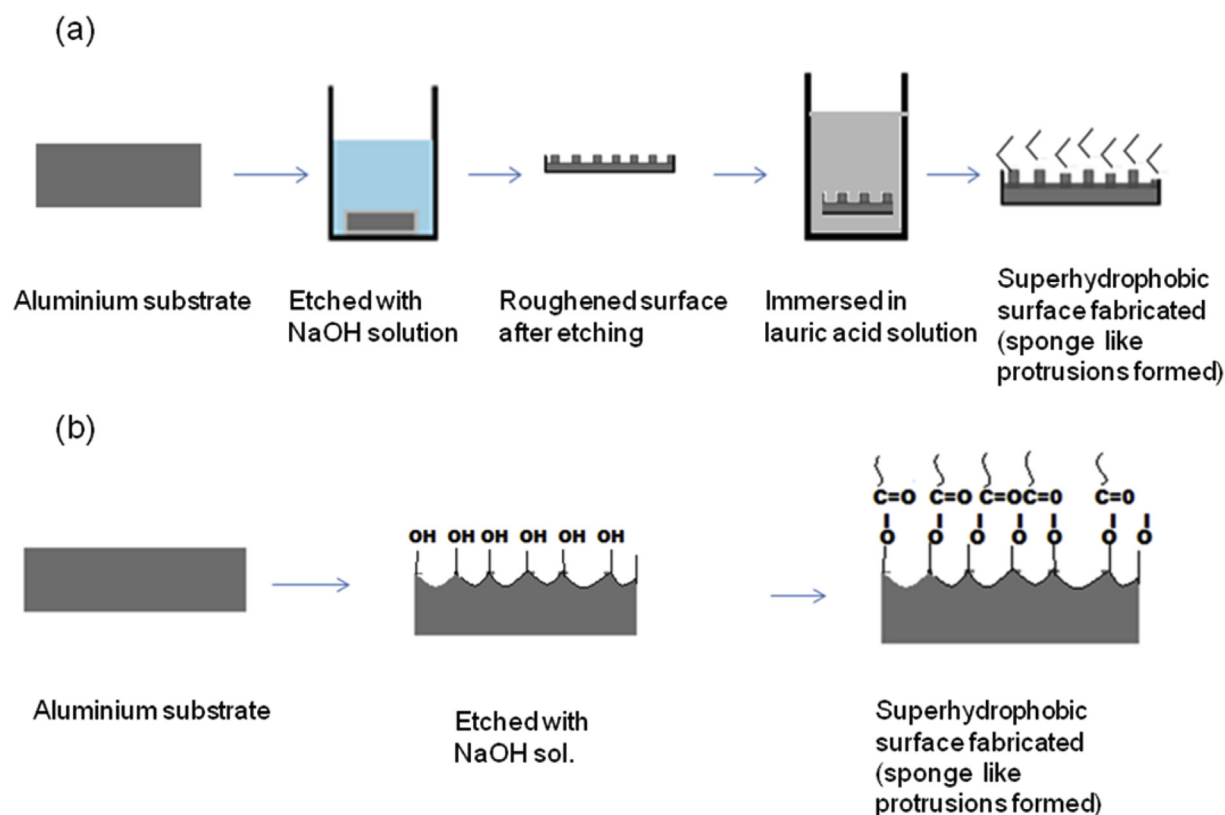 (a)
Aluminium substrate
Etched with
NaOH solution
Roughened surface
after etching
Immersed in
lauric acid solution
Superhydrophobic
surface fabricated
(sponge like
protrusions formed)
(b)
Aluminium substrate
OH OH OH OH OH OH
Etched with
NaOH sol.
C=O C=O C=OC=0 C=0
O O O O O O O
Superhydrophobic
surface fabricated
(sponge like
protrusions formed)